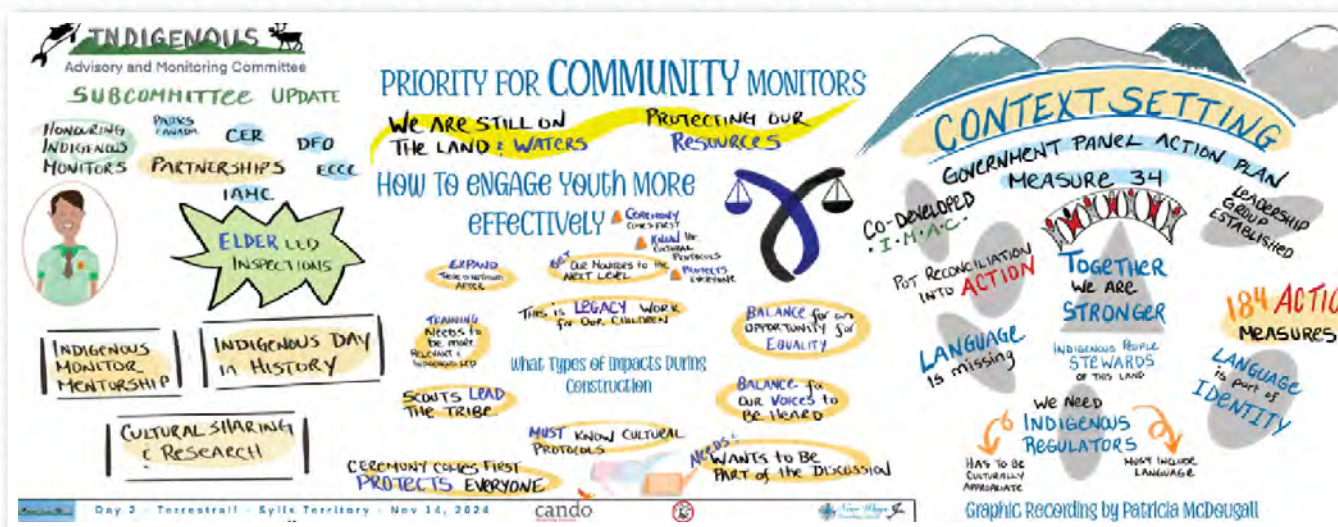 INDIGENOUS
Advisory and Monitoring Committee
SUBCOMMITTEE UPDATE
HONOURING
INDIGENOUS
MONITORS
PARKS
CANADA
CER
DFO
PARTNERSHIPS
ECCC
IAMC
ELDER LED
INSPECTIONS
INDIGENOUS
MONITOR
MENTORSHIP
INDIGENOUS DAY
in HISTORY
CULTURAL SHARING
& RESEARCH
PRIORITY FOR COMMUNITY MONITORS
WE ARE STILL ON
THE LAND & WATERS
PROTECTING OUR
RESOURCES
HOW TO ENGAGE YOUTH MORE
EFFECTIVELY
CEREMONY
COMES FIRST
KNOW the
CULTURAL
PROTOCOLS
PROTECTS
EVERYONE
EXPAND
AFTER
GET
OUR MONITORS to the
NEXT LEVEL
THIS is LEGACY WORK
for OUR CHILDREN
TRAINING
Needs to
be more
RELEVANT &
INDIGENOUS LED
What Types of Impacts During
Construction
BALANCE for an
OPPORTUNITY for
EQUALITY
SCOUTS LEAD
THE TRIBE
BALANCE for
OUR VOICES to
BE HEARD
MUST KNOW CULTURAL
PROTOCOLS
NEEDS &
WANTS to BE
PART of the DISCUSSION
CEREMONY COMES FIRST
PROTECTS EVERYONE
CONTEXT SETTING
GOVERNMENT PANEL ACTION PLAN
MEASURE 34
CO-DEVELOPED
I·M·A·C
LEADERSHIP
GROUP
ESTABLISHED
PUT RECONCILIATION
INTO ACTION
TOGETHER
WE ARE
STRONGER
184 ACTIO
MEASURES
LANGUAGE
is missing
INDIGENOUS PEOPLE
STEWARDS
OF THIS LAND
LANGUAGE
is part of
IDENTITY
WE NEED
INDIGENOUS
REGULATORS
HAS TO BE
CULTURALLY
APPROPRIATE
MUST INCLUDE
LANGUAGE
Day 2 - Terrestrail - Syilx Territory - Nov 14, 2024
cando
Graphic Recording by Patricia McDougall